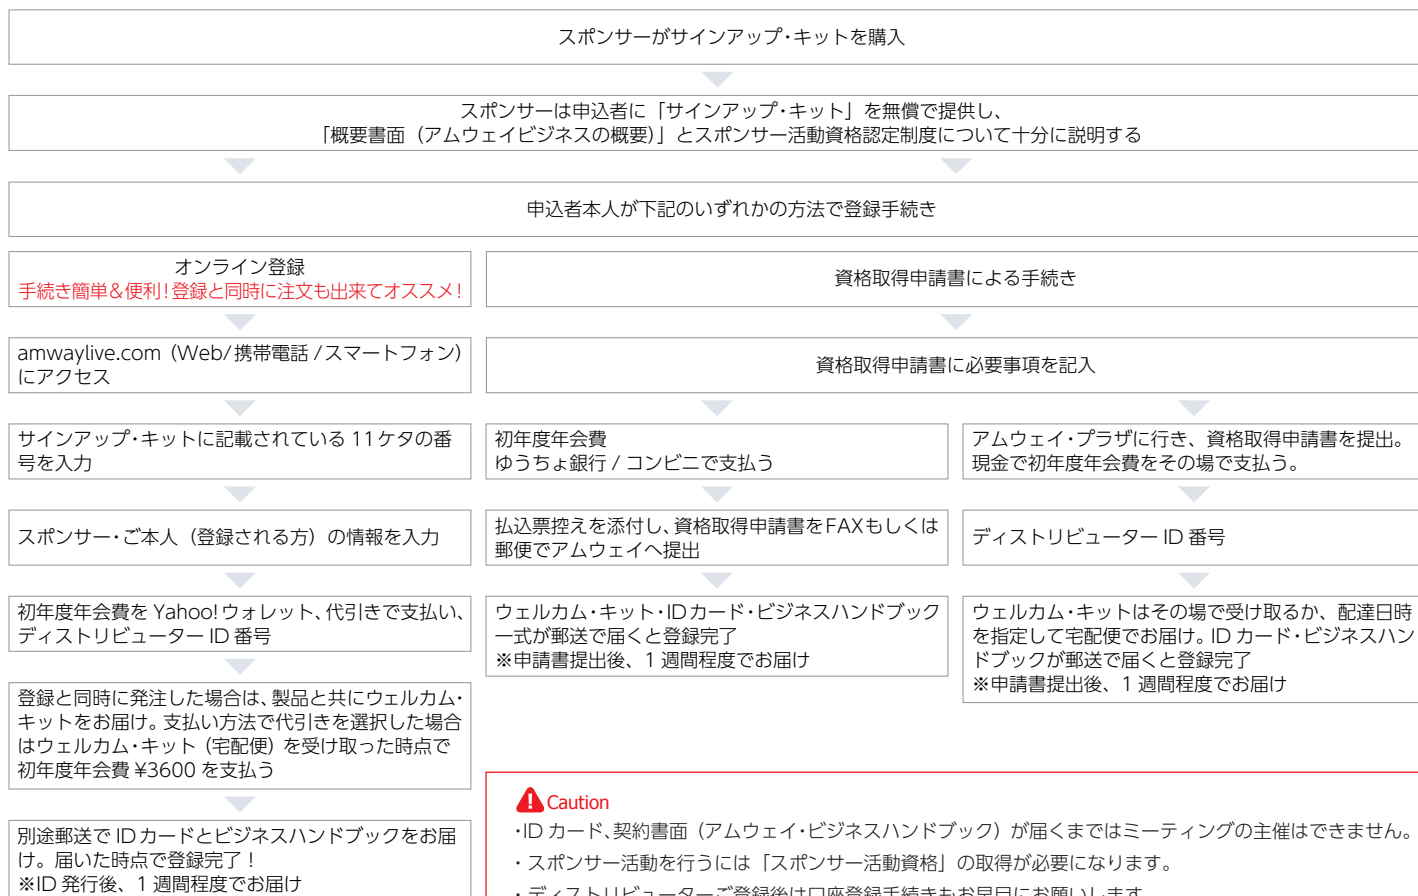 スポンサーがサインアップ・キットを購入
スポンサーは申込者に「サインアップ・キット」を無償で提供し、
「概要書面（アムウェイビジネスの概要）」とスポンサー活動資格認定制度について十分に説明する
申込者本人が下記のいずれかの方法で登録手続き
オンライン登録
手続き簡単＆便利！登録と同時に注文も出来てオススメ！
amwaylive.com（Web/携帯電話/スマートフォン）
にアクセス
サインアップ・キットに記載されている 11ケタの番
号を入力
スポンサー・ご本人（登録される方）の情報を入力
初年度年会費を Yahoo!ウォレット、代引きで支払い、
ディストリビューター ID 番号
登録と同時に発注した場合は、製品と共にウェルカム・
キットをお届け。支払い方法で代引きを選択した場合
はウェルカム・キット（宅配便）を受け取った時点で
初年度年会費 ¥3600 を支払う
別途郵送で IDカードとビジネスハンドブックをお届
け。届いた時点で登録完了！
※ID 発行後、1 週間程度でお届け
資格取得申請書による手続き
資格取得申請書に必要事項を記入
初年度年会費
ゆうちょ銀行 / コンビニで支払う
払込票控えを添付し、資格取得申請書をFAXもしくは
郵便でアムウェイへ提出
ウェルカム・キット・IDカード・ビジネスハンドブック
一式が郵送で届くと登録完了
※申請書提出後、1 週間程度でお届け
アムウェイ・プラザに行き、資格取得申請書を提出。
現金で初年度年会費をその場で支払う。
ディストリビューター ID 番号
ウェルカム・キットはその場で受け取るか、配達日時
を指定して宅配便でお届け。ID カード・ビジネスハン
ドブックが郵送で届くと登録完了
※申請書提出後、1 週間程度でお届け
Caution
・ID カード、契約書面（アムウェイ・ビジネスハンドブック）が届くまではミーティングの主催はできません。
・スポンサー活動を行うには「スポンサー活動資格」の取得が必要になります。
・ディストリビューターご登録後は口座登録手続きもお早目にお願いします。